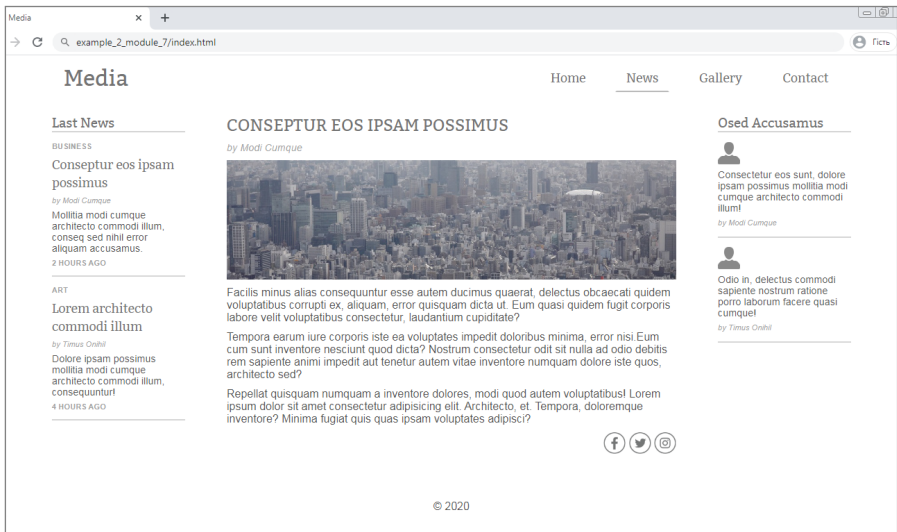 Media
example_2_module_7/index.html
Гість
Media
Home News Gallery Contact
Last News
BUSINESS
Conseptur eos ipsam
possimus
by Modi Cumque
Mollitia modi cumque
architecto commodi illum,
conseq sed nihil error
aliquam accusamus.
2 HOURS AGO
ART
Lorem architecto
commodi illum
by Timus Onihil
Dolore ipsam possimus
mollitia modi cumque
architecto commodi illum,
consequuntur!
4 HOURS AGO
CONSEPTUR EOS IPSAM POSSIMUS
by Modi Cumque
Facilis minus alias consequuntur esse autem ducimus quaerat, delectus obcaecati quidem
voluptatibus corrupti ex, aliquam, error quisquam dicta ut. Eum quasi quidem fugit corporis
labore velit voluptatibus consectetur, laudantium cupiditate?
Tempora earum iure corporis iste ea voluptates impedit doloribus minima, error nisi.Eum
cum sunt inventore nesciunt quod dicta? Nostrum consectetur odit sit nulla ad odio debitis
rem sapiente animi impedit aut tenetur autem vitae inventore numquam dolore iste quos,
architecto sed?
Repellat quisquam numquam a inventore dolores, modi quod autem voluptatibus! Lorem
ipsum dolor sit amet consectetur adipisicing elit. Architecto, et. Tempora, doloremque
inventore? Minima fugiat quis quas ipsam voluptates adipisci?
Osed Accusamus
Consectetur eos sunt, dolore
ipsam possimus mollitia modi
cumque architecto commodi
illum!
by Modi Cumque
Odio in, delectus commodi
sapiente nostrum ratione
porro laborum facere quasi
cumque!
by Timus Onihil
© 2020